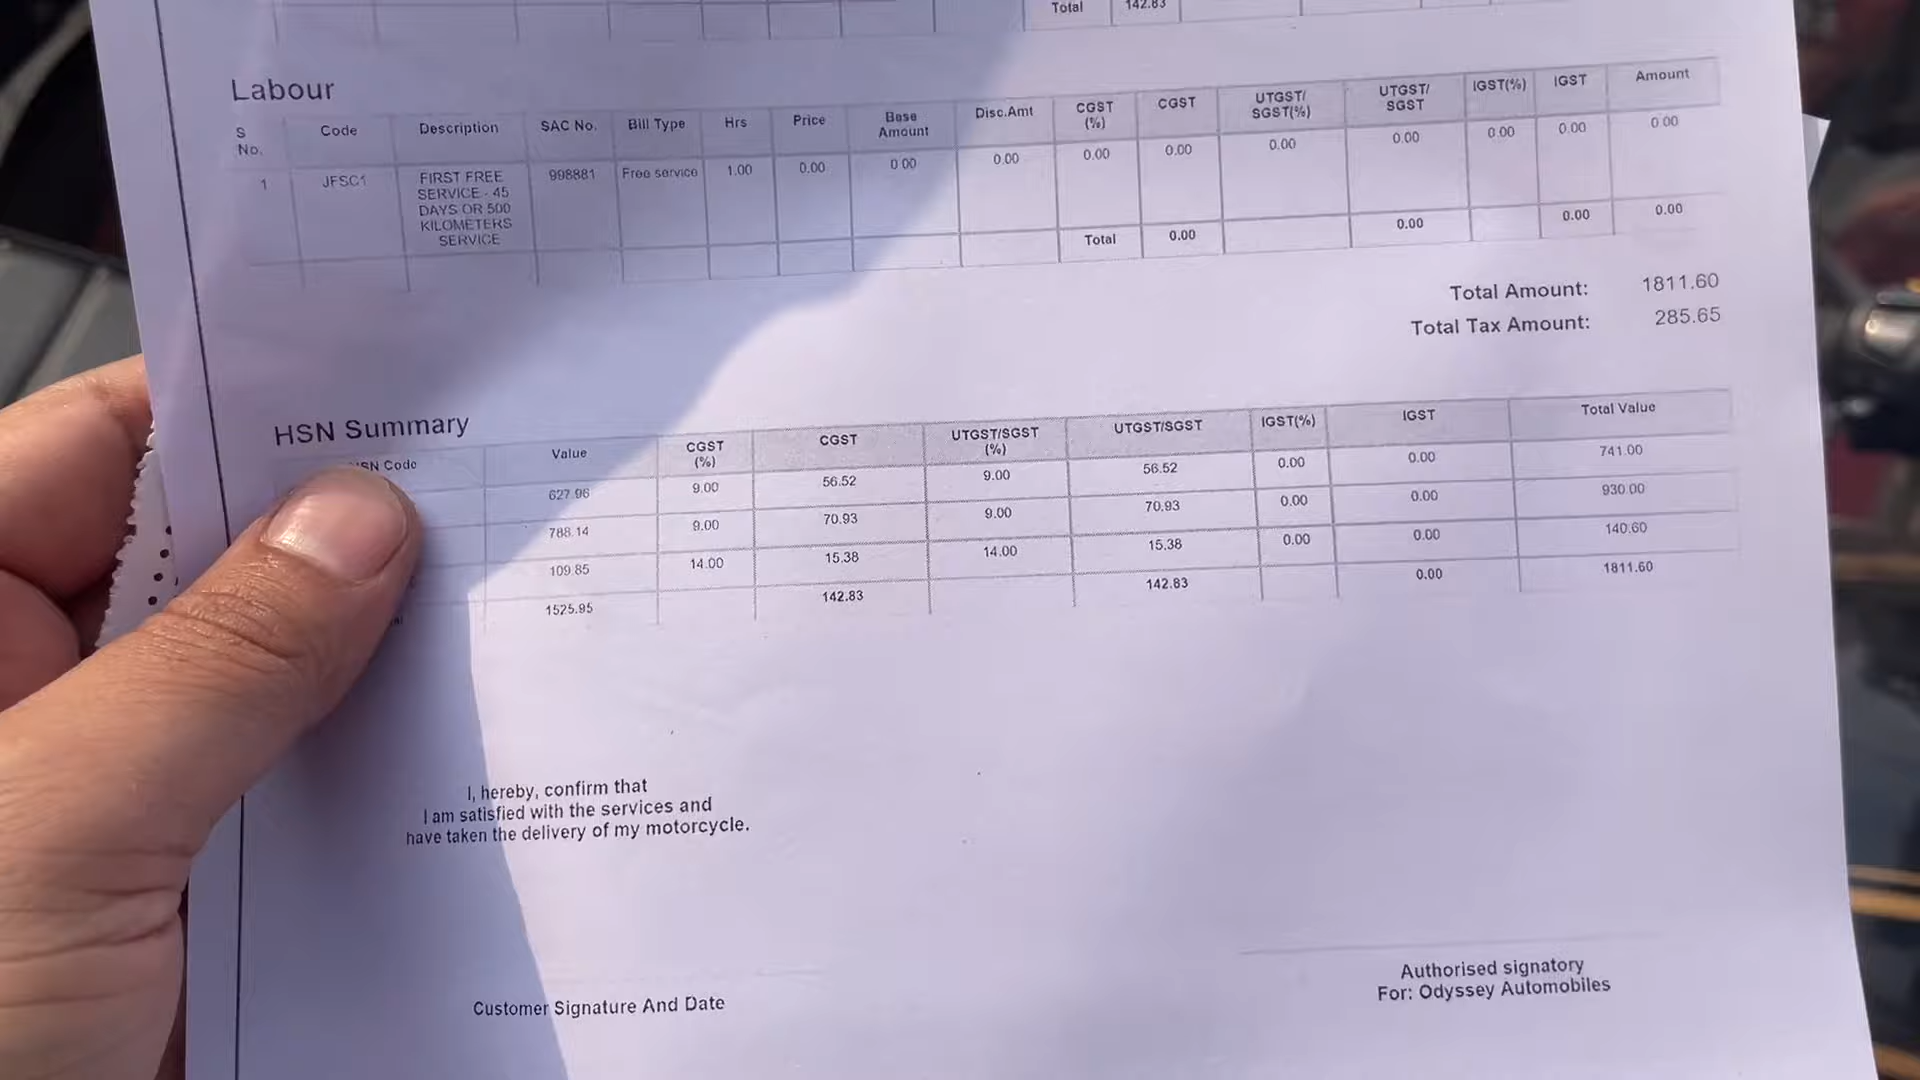 Total 142.83
Labour
S No. Code Description SAC No. Bill Type Hrs Price Base Amount Disc.Amt CGST (%) CGST UTGST/ SGST(%) UTGST/ SGST IGST(%) IGST Amount
1 JFSC1 FIRST FREE SERVICE - 45 DAYS OR 500 KILOMETERS SERVICE 998881 Free service 1.00 0.00 0.00 0.00 0.00 0.00 0.00 0.00 0.00 0.00 0.00
Total 0.00 0.00 0.00 0.00
Total Amount: 1811.60
Total Tax Amount: 285.65
HSN Summary
Code Value CGST (%) CGST UTGST/SGST (%) UTGST/SGST IGST(%) IGST Total Value
627.96 9.00 56.52 9.00 56.52 0.00 0.00 741.00
788.14 9.00 70.93 9.00 70.93 0.00 0.00 930.00
109.85 14.00 15.38 14.00 15.38 0.00 0.00 140.60
1525.95 142.83 142.83 0.00 1811.60
I, hereby, confirm that
I am satisfied with the services and
have taken the delivery of my motorcycle.
Customer Signature And Date
Authorised signatory
For: Odyssey Automobiles